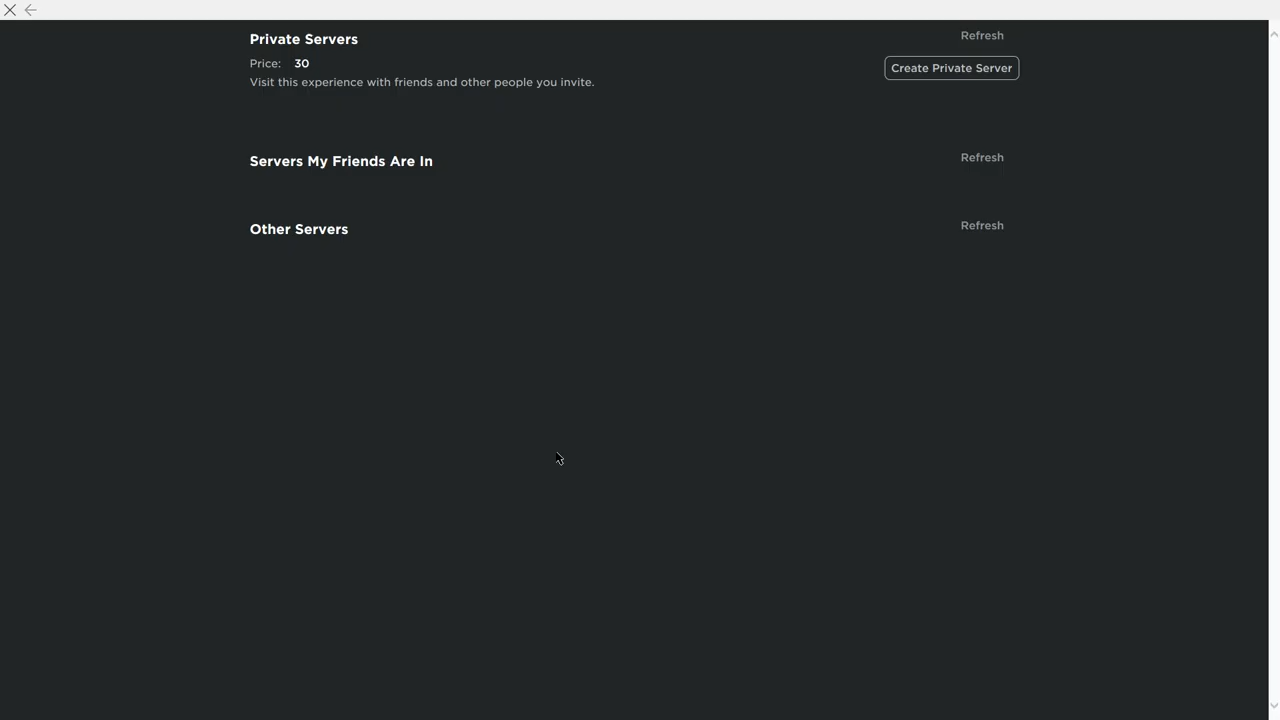 Private Servers
Refresh
Price: 30
Create Private Server
Visit this experience with friends and other people you invite.
Servers My Friends Are In
Refresh
Other Servers
Refresh